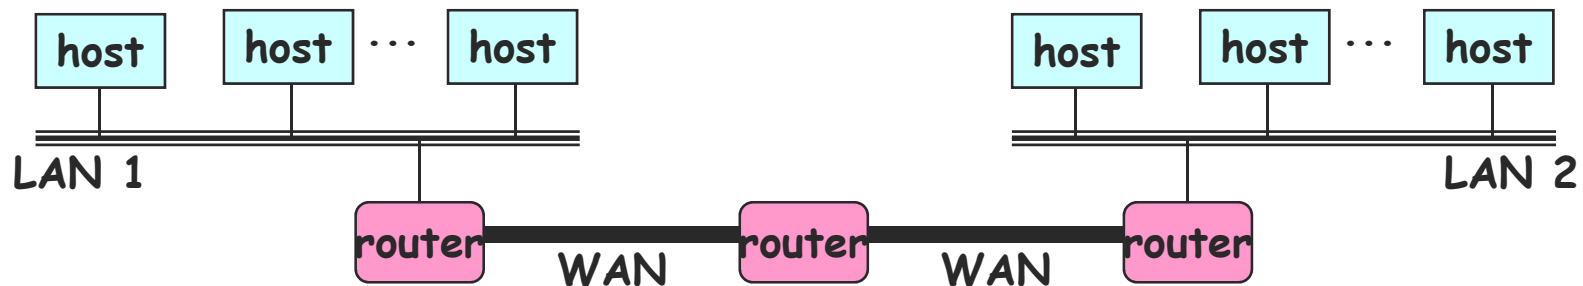 host host ... host host host ... host
LAN 1 LAN 2
router router router
WAN WAN